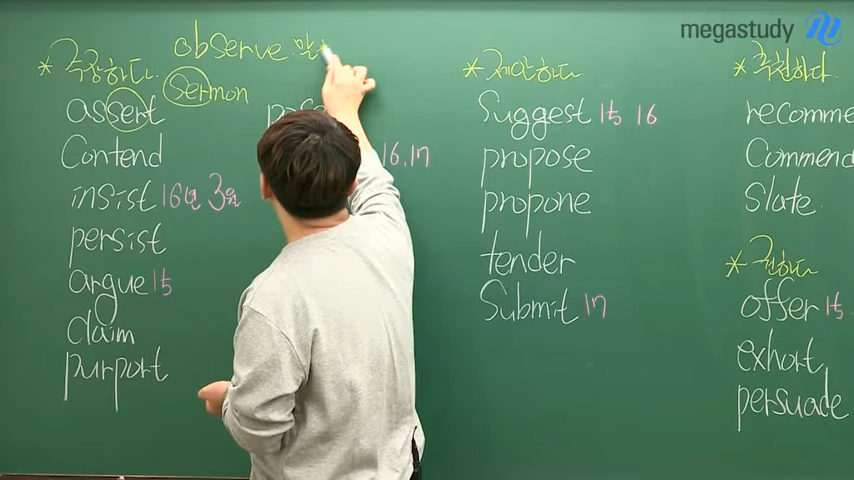 megastudy
observe 말
* 주장하다.
Sermon
assert
Contend
insist 16년 3월
persist
argue 15
claim
purport
pose
16.17
* 제안하다
Suggest 15 16
propose
propone
tender
Submit 17
* 추천하다
recomme
Commend
Slate
* 권하다
offer 15.
exhort
persuade